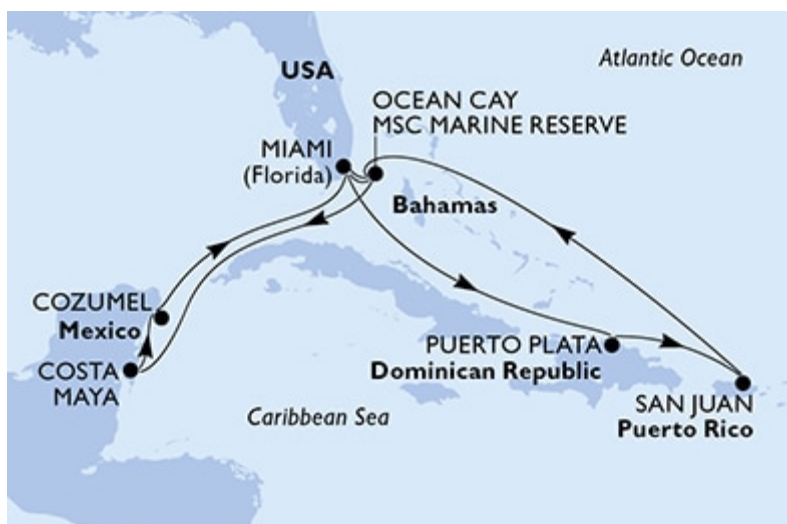 Atlantic Ocean
USA
OCEAN CAY
MSC MARINE RESERVE
MIAMI
(Florida)
Bahamas
COZUMEL
Mexico
COSTA
MAYA
PUERTO PLATA
Dominican Republic
SAN JUAN
Puerto Rico
Caribbean Sea